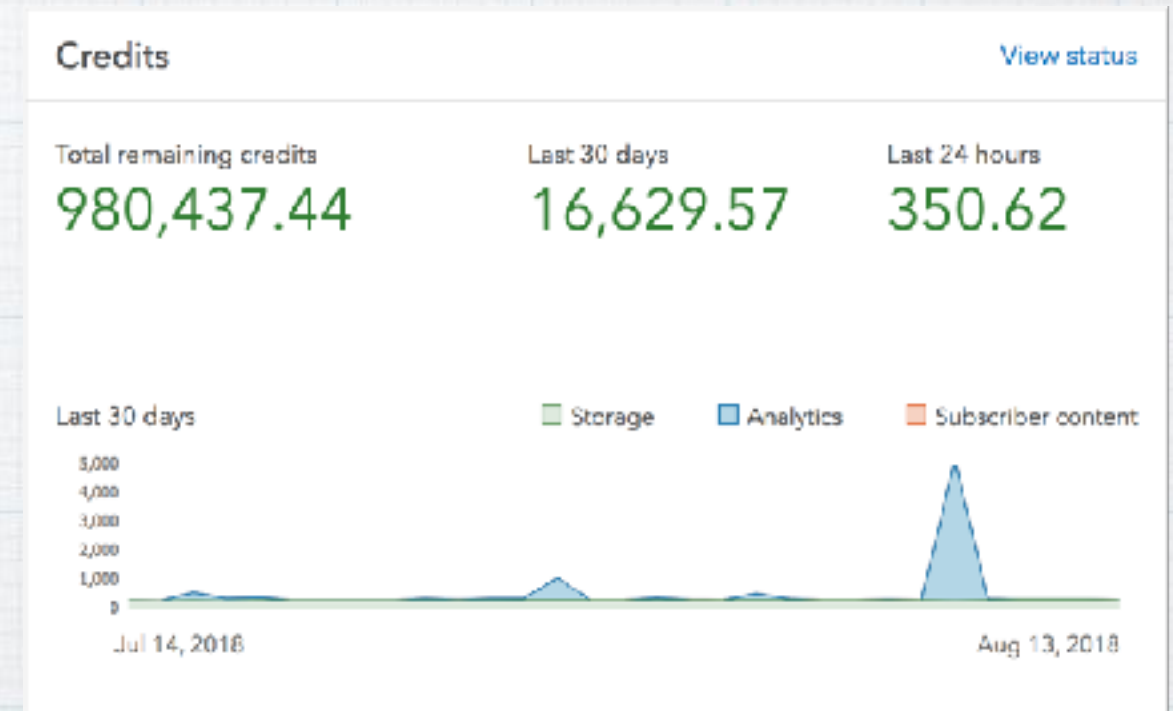 Credits View status
Total remaining credits Last 30 days Last 24 hours
980,437.44 16,629.57 350.62
Last 30 days Storage Analytics Subscriber content
5,000
4,000
3,000
2,000
1,000
0
Jul 14, 2018 Aug 13, 2018